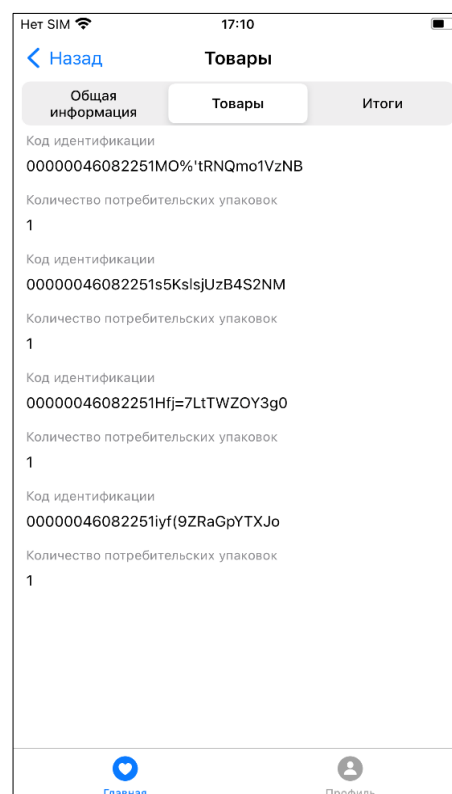 Нет SIM 17:10
Назад Товары
Общая информация Товары Итоги
Код идентификации
00000046082251MO%'tRNQmo1VzNB
Количество потребительских упаковок
1
Код идентификации
00000046082251s5KslsjUzB4S2NM
Количество потребительских упаковок
1
Код идентификации
00000046082251Hfj=7LtTWZOY3g0
Количество потребительских упаковок
1
Код идентификации
00000046082251iyf(9ZRaGpYTXJo
Количество потребительских упаковок
1
Главная Профиль